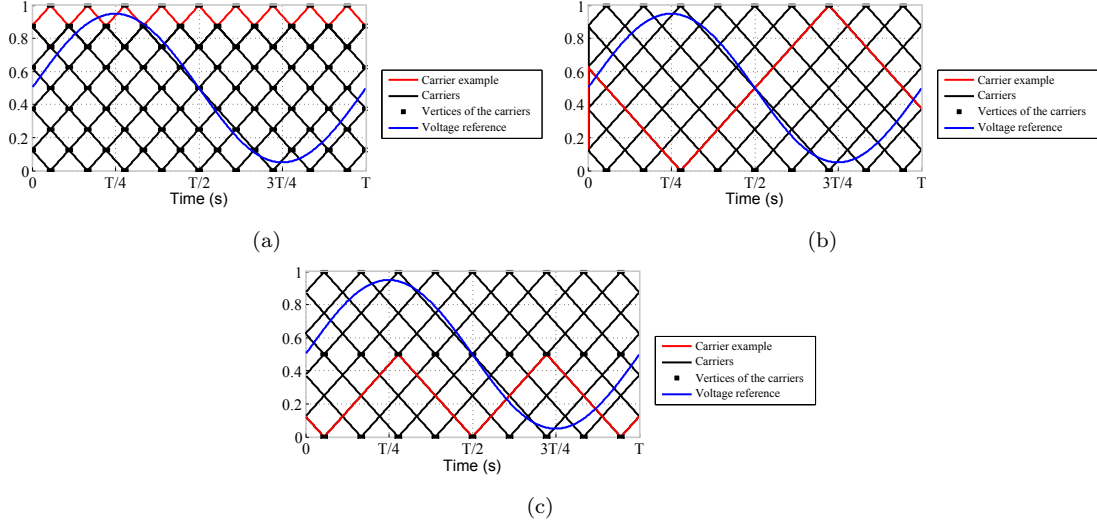 1
0.8
0.6
0.4
0.2
0
0 T/4 T/2 3T/4 T
Time (s)
Carrier example
Carriers
Vertices of the carriers
Voltage reference
(a)
1
0.8
0.6
0.4
0.2
0
0 T/4 T/2 3T/4 T
Time (s)
Carrier example
Carriers
Vertices of the carriers
Voltage reference
(b)
1
0.8
0.6
0.4
0.2
0
0 T/4 T/2 3T/4 T
Time (s)
Carrier example
Carriers
Vertices of the carriers
Voltage reference
(c)